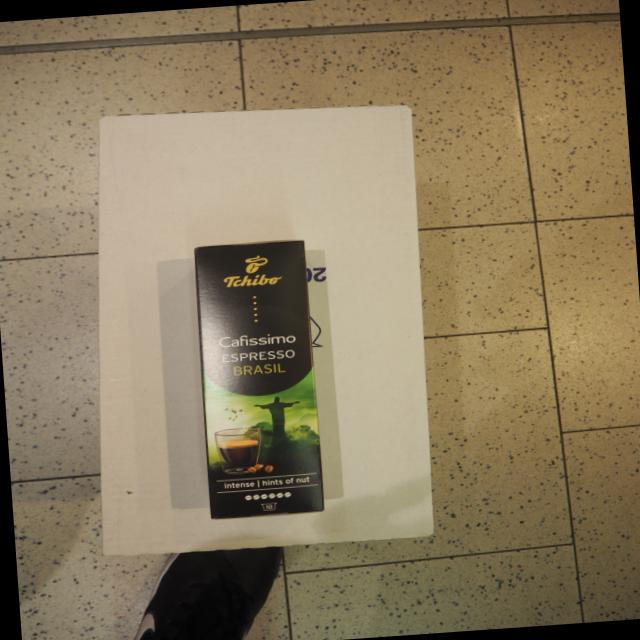 Tchibo
Cafissimo
ESPRESSO
BRASIL
intense | hints of nut